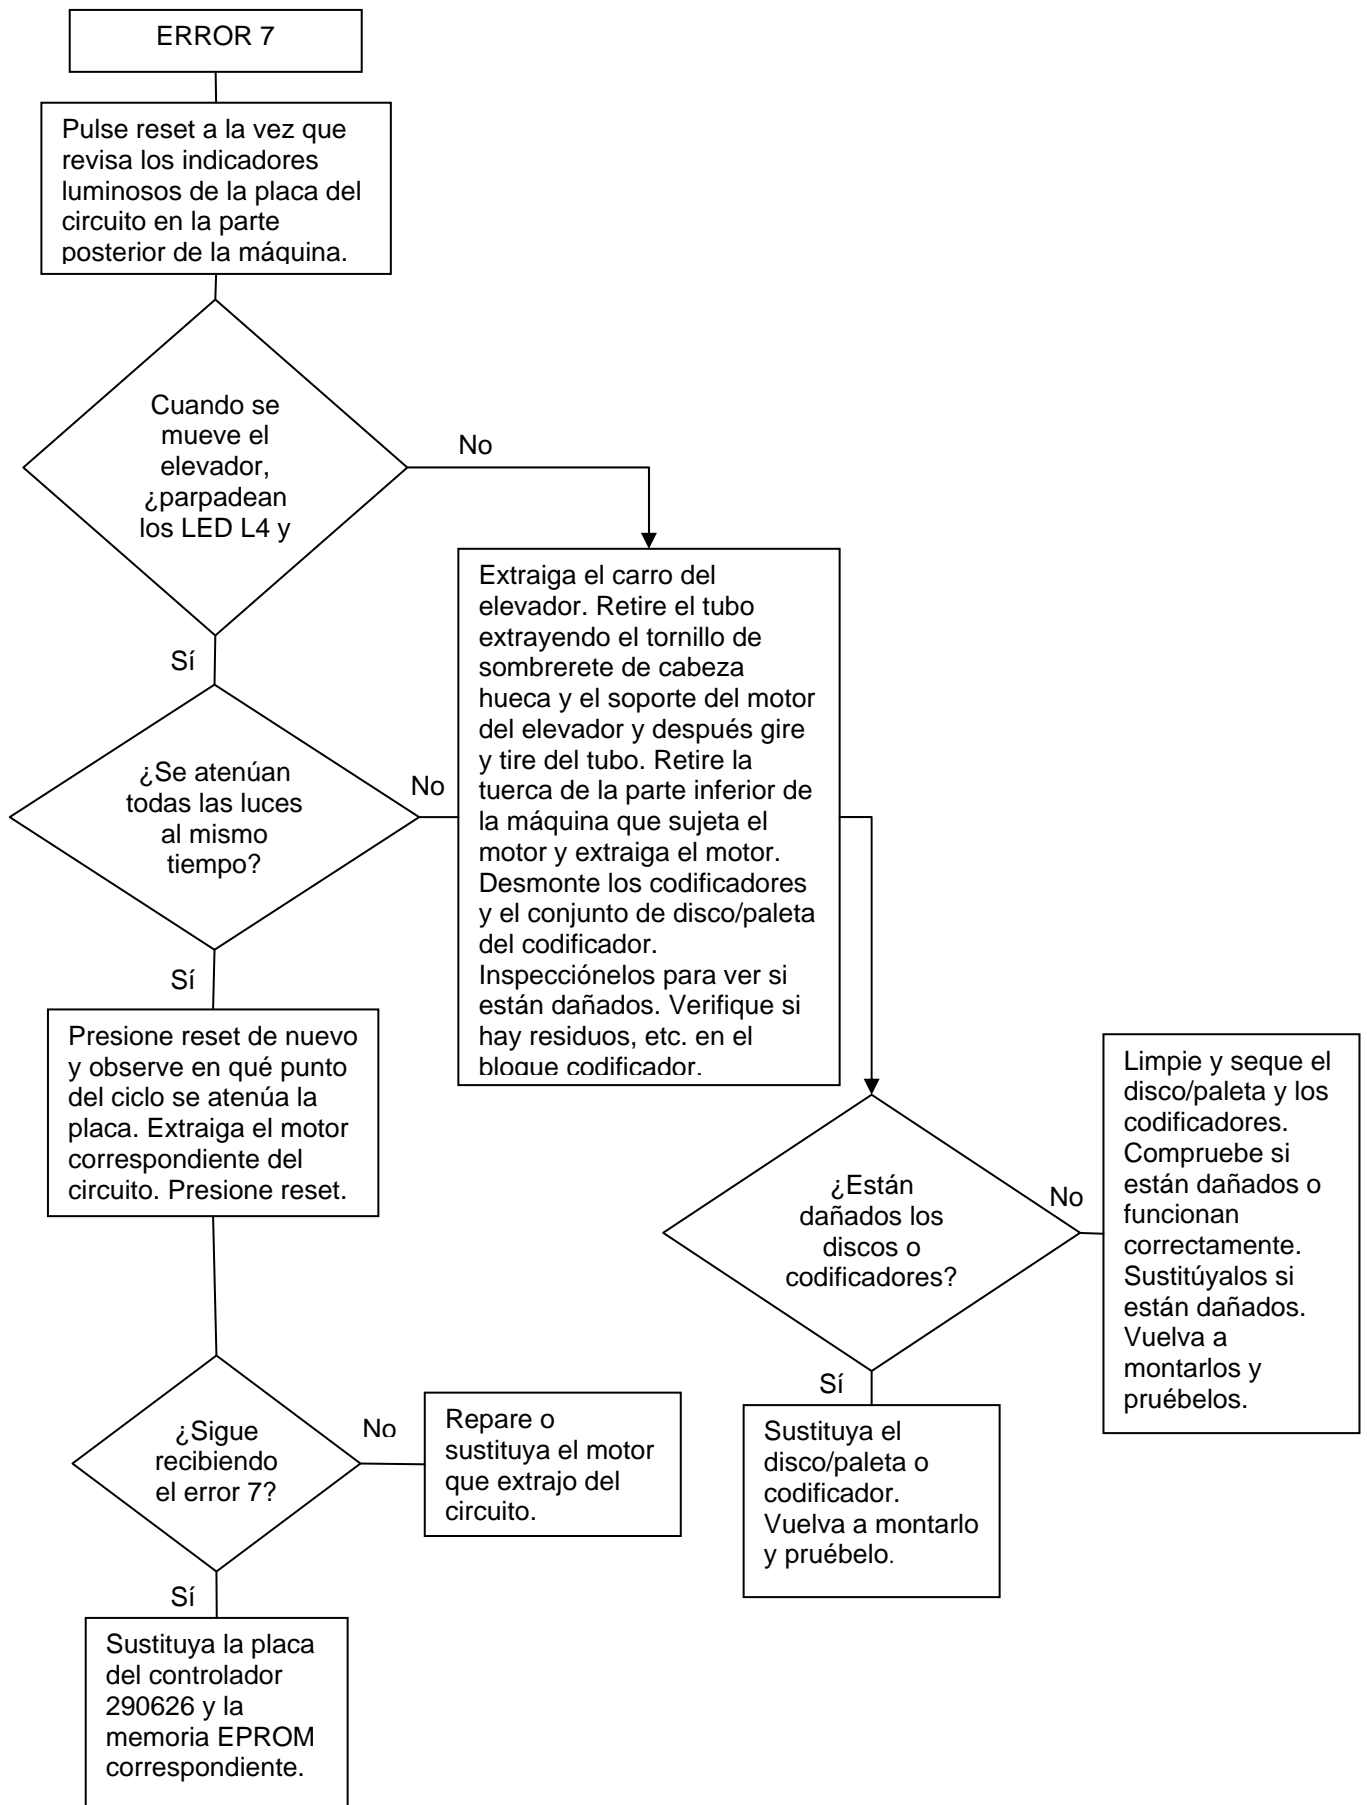 ERROR 7
Pulse reset a la vez que
revisa los indicadores
luminosos de la placa del
circuito en la parte
posterior de la máquina.
Cuando se
mueve el
elevador,
¿parpadean
los LED L4 y
No
Sí
Extraiga el carro del
elevador. Retire el tubo
extrayendo el tornillo de
sombrerete de cabeza
hueca y el soporte del motor
del elevador y después gire
y tire del tubo. Retire la
tuerca de la parte inferior de
la máquina que sujeta el
motor y extraiga el motor.
Desmonte los codificadores
y el conjunto de disco/paleta
del codificador.
Inspecciónelos para ver si
están dañados. Verifique si
hay residuos, etc. en el
bloque codificador.
¿Se atenúan
todas las luces
al mismo
tiempo?
No
Sí
Presione reset de nuevo
y observe en qué punto
del ciclo se atenúa la
placa. Extraiga el motor
correspondiente del
circuito. Presione reset.
¿Están
dañados los
discos o
codificadores?
No
Limpie y seque el
disco/paleta y los
codificadores.
Compruebe si
están dañados o
funcionan
correctamente.
Sustitúyalos si
están dañados.
Vuelva a
montarlos y
pruébelos.
Sí
Sustituya el
disco/paleta o
codificador.
Vuelva a montarlo
y pruébelo.
¿Sigue
recibiendo
el error 7?
No
Repare o
sustituya el motor
que extrajo del
circuito.
Sí
Sustituya la placa
del controlador
290626 y la
memoria EPROM
correspondiente.